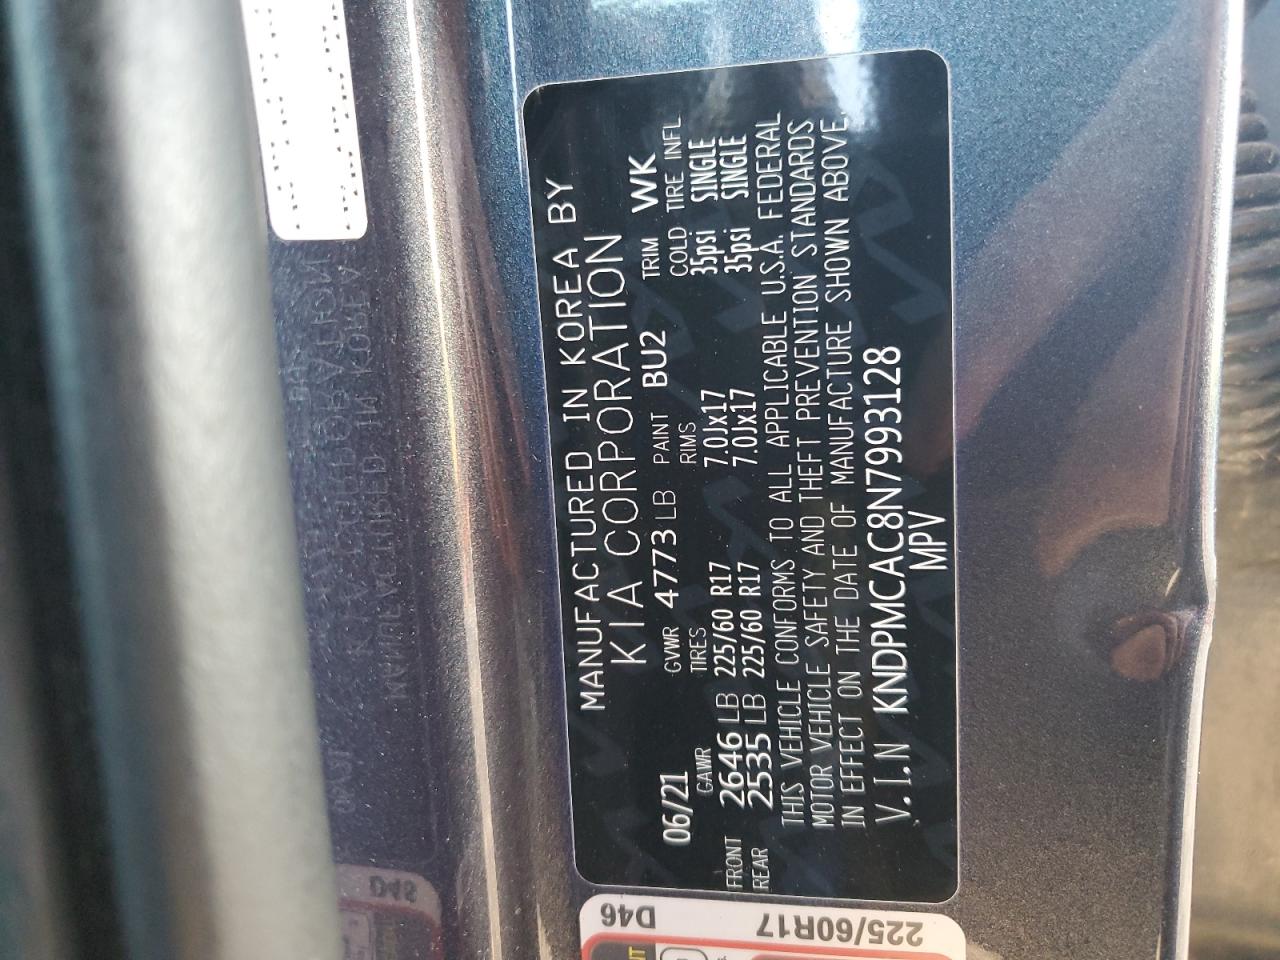 MANUFACTURED IN KOREA BY
KIA CORPORATION
06/21 GVWR 4773 LB PAINT BU2 TRIM WK
GAWR TIRES RIMS COLD TIRE INFL
FRONT 2646 LB 225/60 R17 7.0Jx17 35psi SINGLE
REAR 2535 LB 225/60 R17 7.0Jx17 35psi SINGLE
THIS VEHICLE CONFORMS TO ALL APPLICABLE U.S.A. FEDERAL
MOTOR VEHICLE SAFETY AND THEFT PREVENTION STANDARDS
IN EFFECT ON THE DATE OF MANUFACTURE SHOWN ABOVE.
V.I.N KNDPMCAC8N7993128
MPV
D46
225/60R17